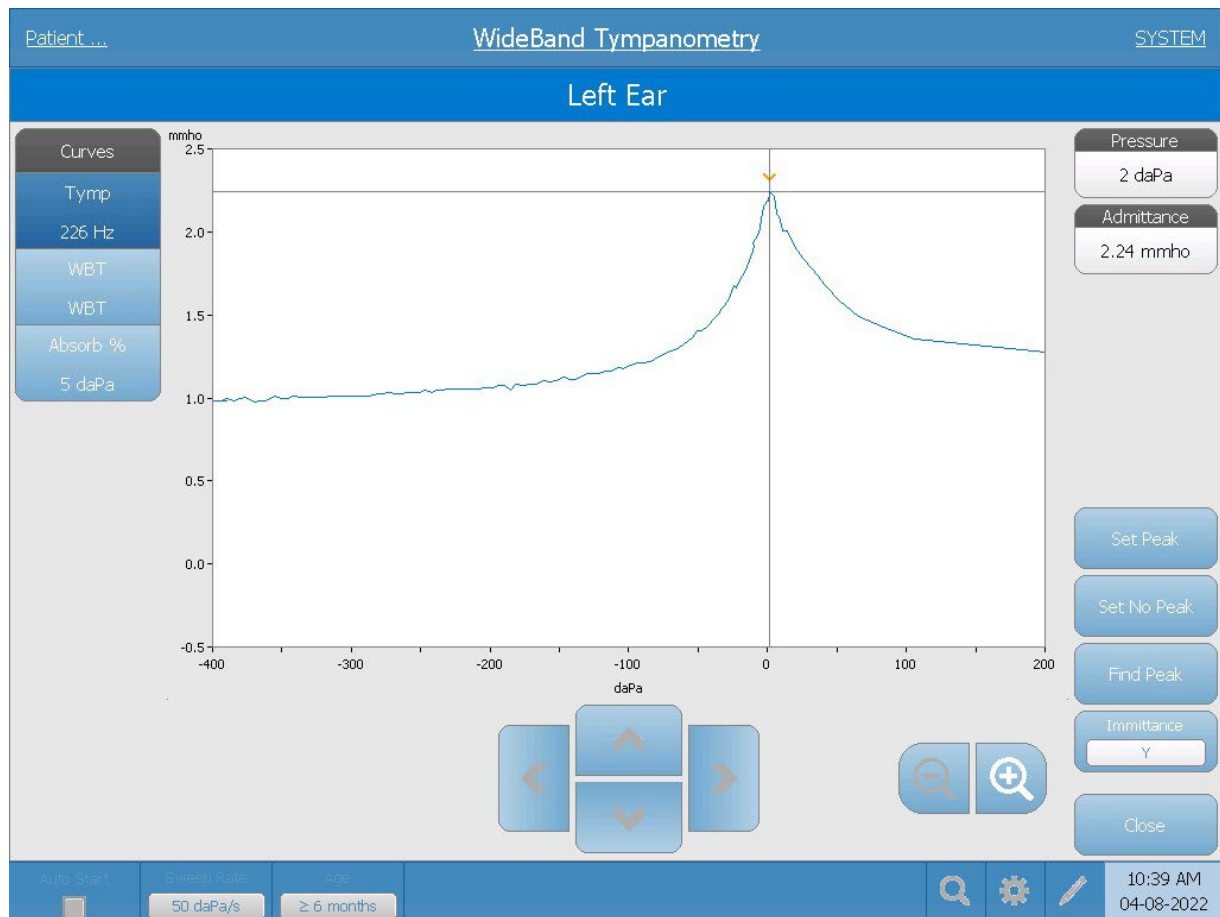 Patient ...
WideBand Tympanometry
SYSTEM
Left Ear
Curves
Tymp
226 Hz
WBT
WBT
Absorb %
5 daPa
mmho
2.5
2.0
1.5
1.0
0.5
0.0
-0.5
-400
-300
-200
-100
0
100
200
daPa
Pressure
2 daPa
Admittance
2.24 mmho
Set Peak
Set No Peak
Find Peak
Immittance
Y
Close
Auto Start
Sweep Rate
50 daPa/s
Age
≥ 6 months
10:39 AM
04-08-2022